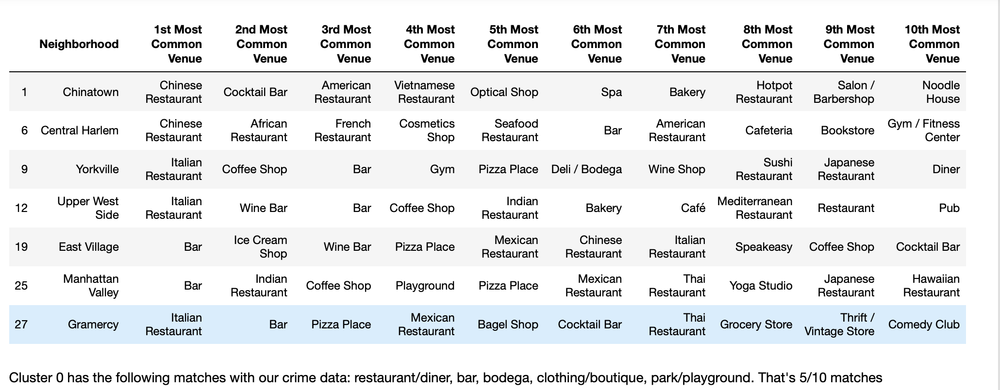 Neighborhood 1st Most Common Venue 2nd Most Common Venue 3rd Most Common Venue 4th Most Common Venue 5th Most Common Venue 6th Most Common Venue 7th Most Common Venue 8th Most Common Venue 9th Most Common Venue 10th Most Common Venue
1 Chinatown Chinese Restaurant Cocktail Bar American Restaurant Vietnamese Restaurant Optical Shop Spa Bakery Hotpot Restaurant Salon / Barbershop Noodle House
6 Central Harlem Chinese Restaurant African Restaurant French Restaurant Cosmetics Shop Seafood Restaurant Bar American Restaurant Cafeteria Bookstore Gym / Fitness Center
9 Yorkville Italian Restaurant Coffee Shop Bar Gym Pizza Place Deli / Bodega Wine Shop Sushi Restaurant Japanese Restaurant Diner
12 Upper West Side Italian Restaurant Wine Bar Bar Coffee Shop Indian Restaurant Bakery Café Mediterranean Restaurant Restaurant Pub
19 East Village Bar Ice Cream Shop Wine Bar Pizza Place Mexican Restaurant Chinese Restaurant Italian Restaurant Speakeasy Coffee Shop Cocktail Bar
25 Manhattan Valley Bar Indian Restaurant Coffee Shop Playground Pizza Place Mexican Restaurant Thai Restaurant Yoga Studio Japanese Restaurant Hawaiian Restaurant
27 Gramercy Italian Restaurant Bar Pizza Place Mexican Restaurant Bagel Shop Cocktail Bar Thai Restaurant Grocery Store Thrift / Vintage Store Comedy Club
Cluster 0 has the following matches with our crime data: restaurant/diner, bar, bodega, clothing/boutique, park/playground. That's 5/10 matches